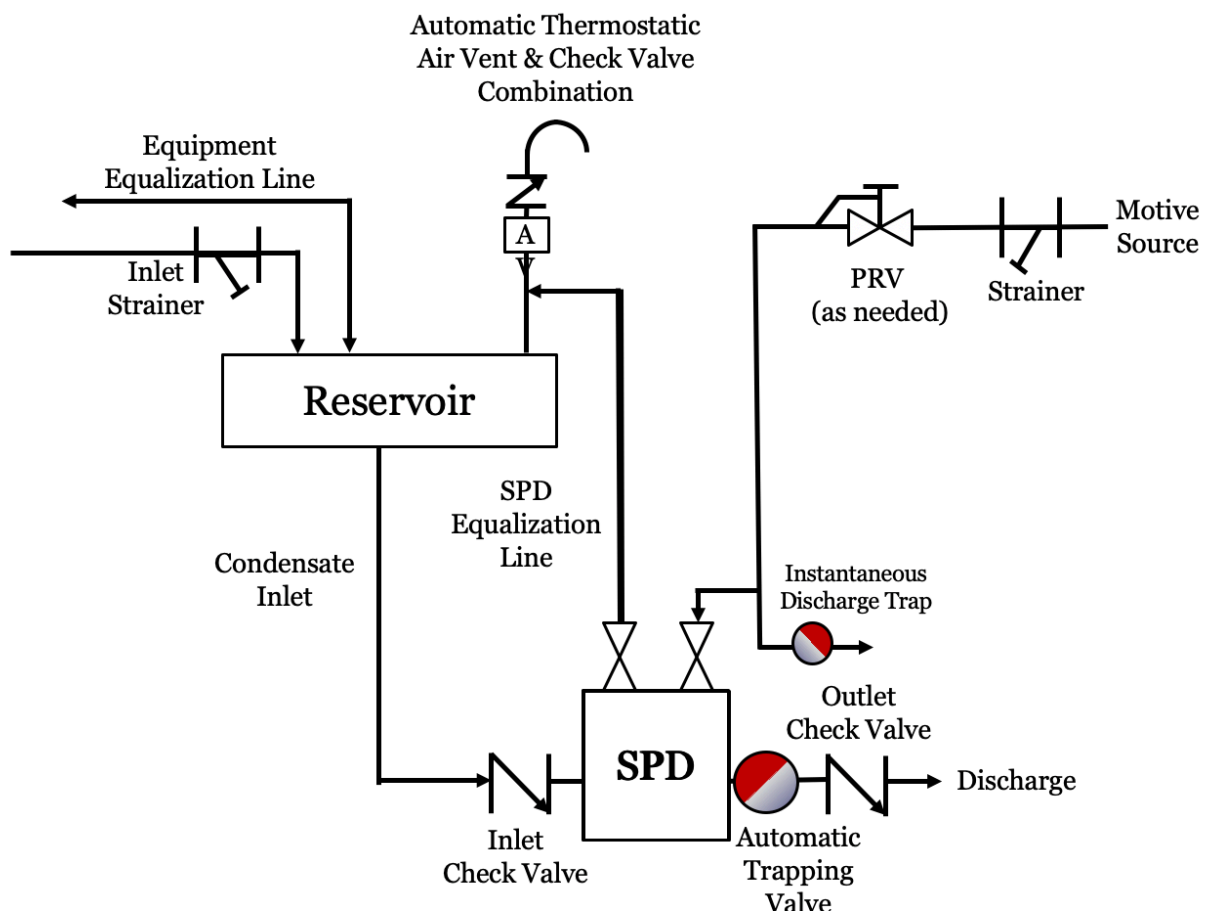 Automatic Thermostatic
Air Vent & Check Valve
Combination
Equipment
Equalization Line
Inlet
Strainer
A
V
PRV
(as needed)
Strainer
Motive
Source
Reservoir
SPD
Equalization
Line
Condensate
Inlet
Instantaneous
Discharge Trap
Outlet
Check Valve
SPD
Discharge
Inlet
Check Valve
Automatic
Trapping
Valve